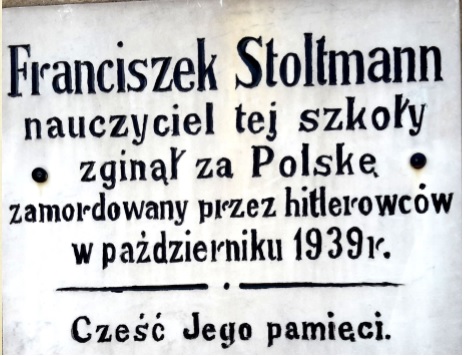 Franciszek Stoltmann
nauczyciel tej szkoły
zginął za Polskę
zamordowany przez hitlerowców
w październiku 1939r.
Cześć Jego pamięci.